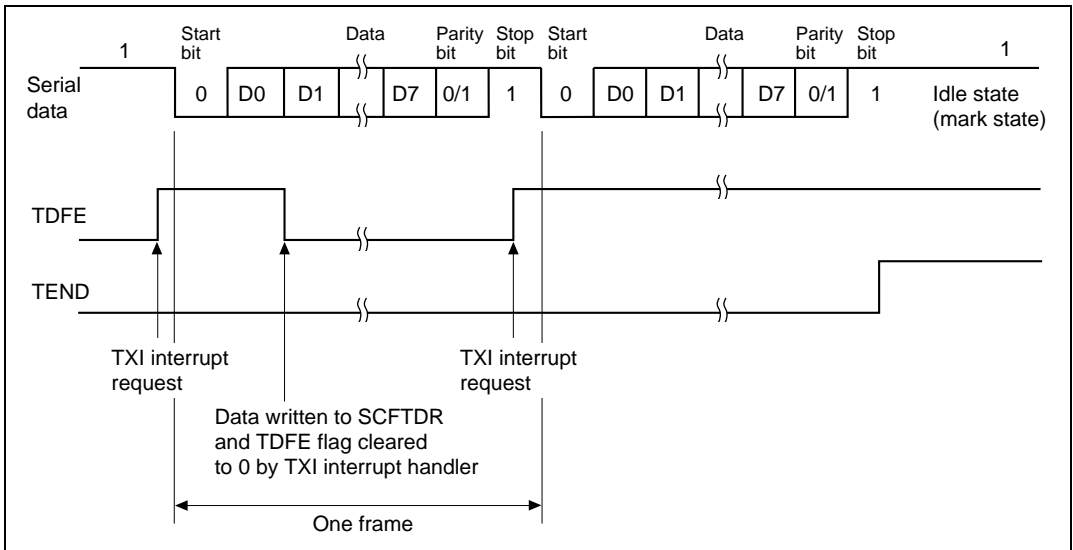 1
Start bit
Data
Parity bit
Stop bit
Start bit
Data
Parity bit
Stop bit
1
Serial data
0 D0 D1 D7 0/1 1 0 D0 D1 D7 0/1 1
Idle state
(mark state)
TDFE
TEND
TXI interrupt
request
TXI interrupt
request
Data written to SCFTDR
and TDFE flag cleared
to 0 by TXI interrupt handler
One frame